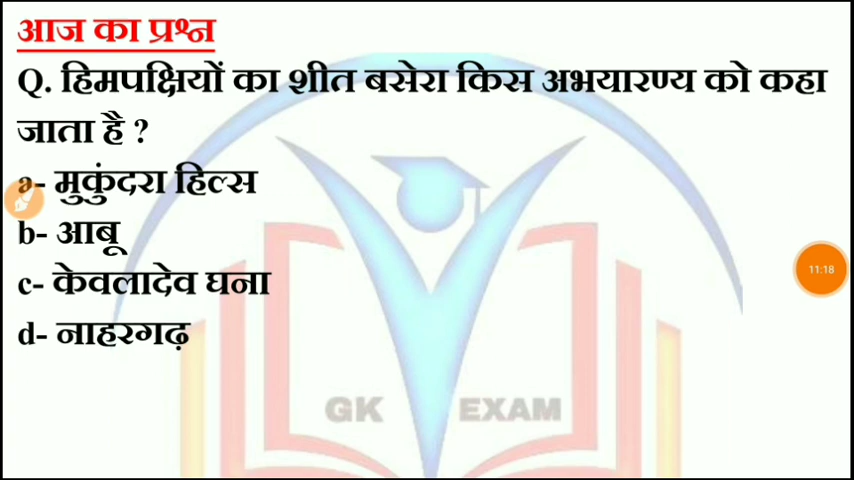 आज का प्रश्न
Q. हिमपक्षियों का शीत बसेरा किस अभयारण्य को कहा
जाता है ?
a- मुकुंदरा हिल्स
b- आबू
c- केवलादेव घना
d- नाहरगढ़
11:18
GK EXAM